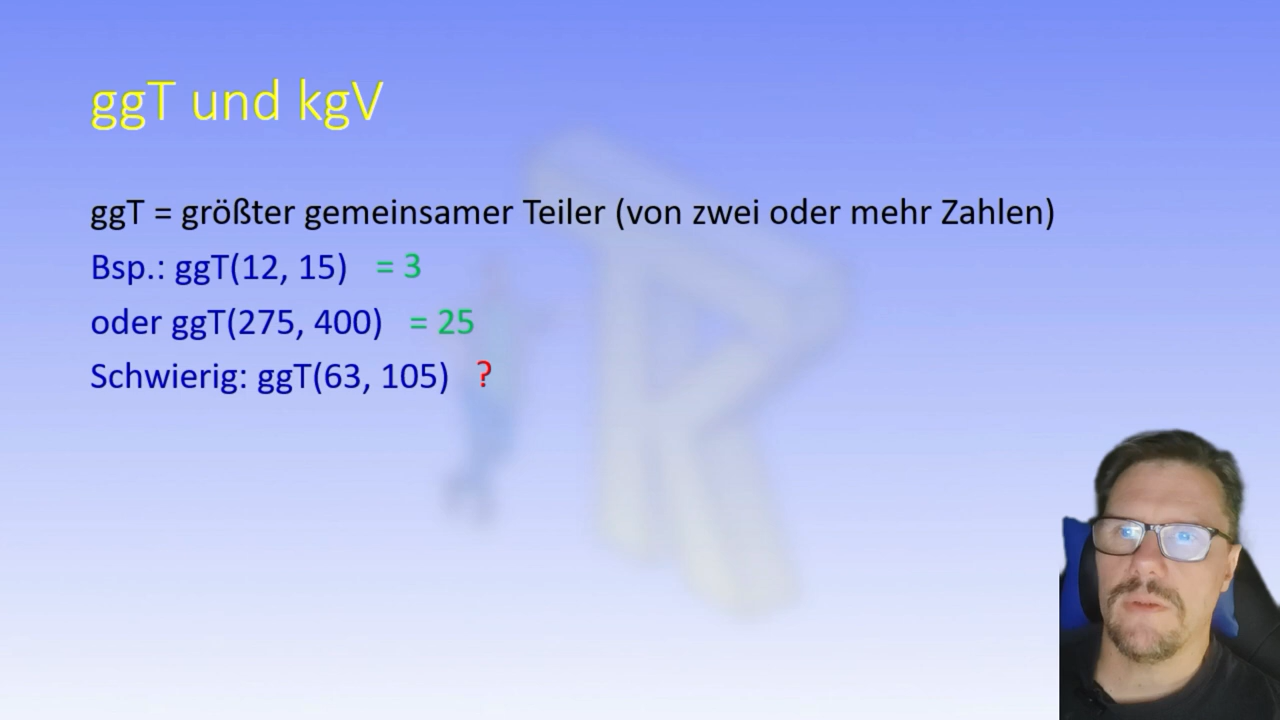 ggT und kgV
ggT = größter gemeinsamer Teiler (von zwei oder mehr Zahlen)
Bsp.: ggT(12, 15) = 3
oder ggT(275, 400) = 25
Schwierig: ggT(63, 105) ?